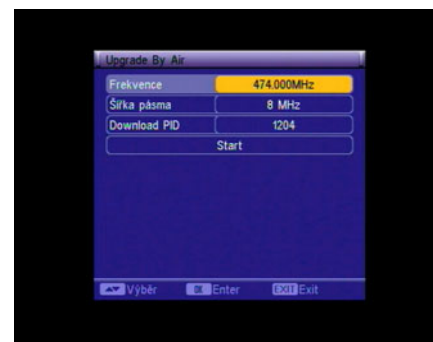 Upgrade By Air
Frekvence 474.000MHz
Šířka pásma 8 MHz
Download PID 1204
Start
Výběr OK Enter EXIT Exit